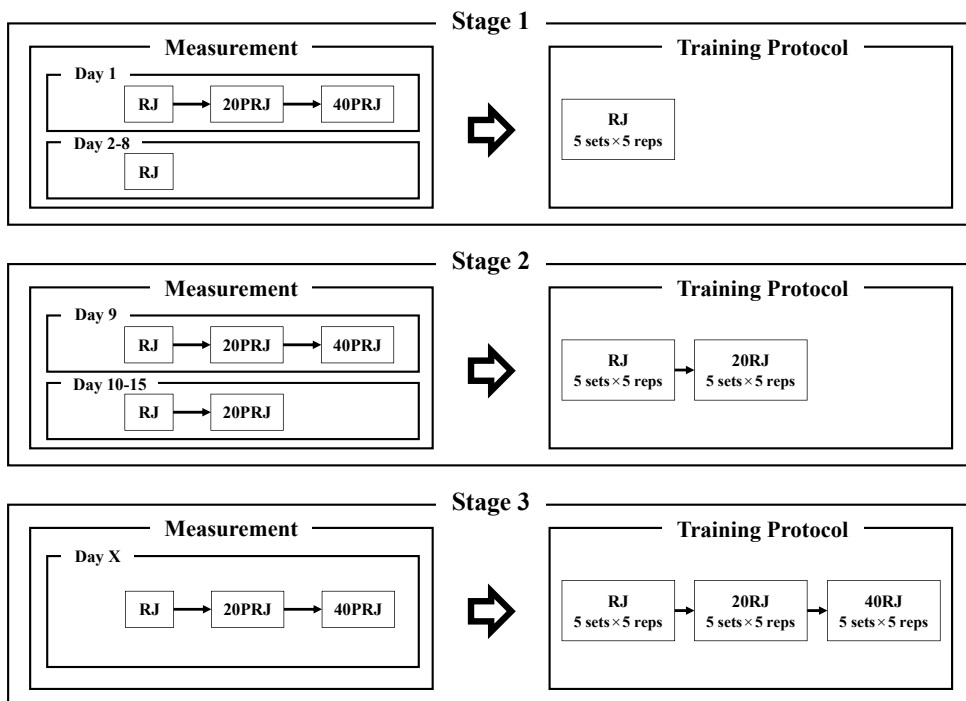 Stage 1
Measurement
Day 1
RJ
20PRJ
40PRJ
Day 2-8
RJ
Training Protocol
RJ
5 sets×5 reps
Stage 2
Measurement
Day 9
RJ
20PRJ
40PRJ
Day 10-15
RJ
20PRJ
Training Protocol
RJ
5 sets×5 reps
20RJ
5 sets×5 reps
Stage 3
Measurement
Day X
RJ
20PRJ
40PRJ
Training Protocol
RJ
5 sets×5 reps
20RJ
5 sets×5 reps
40RJ
5 sets×5 reps